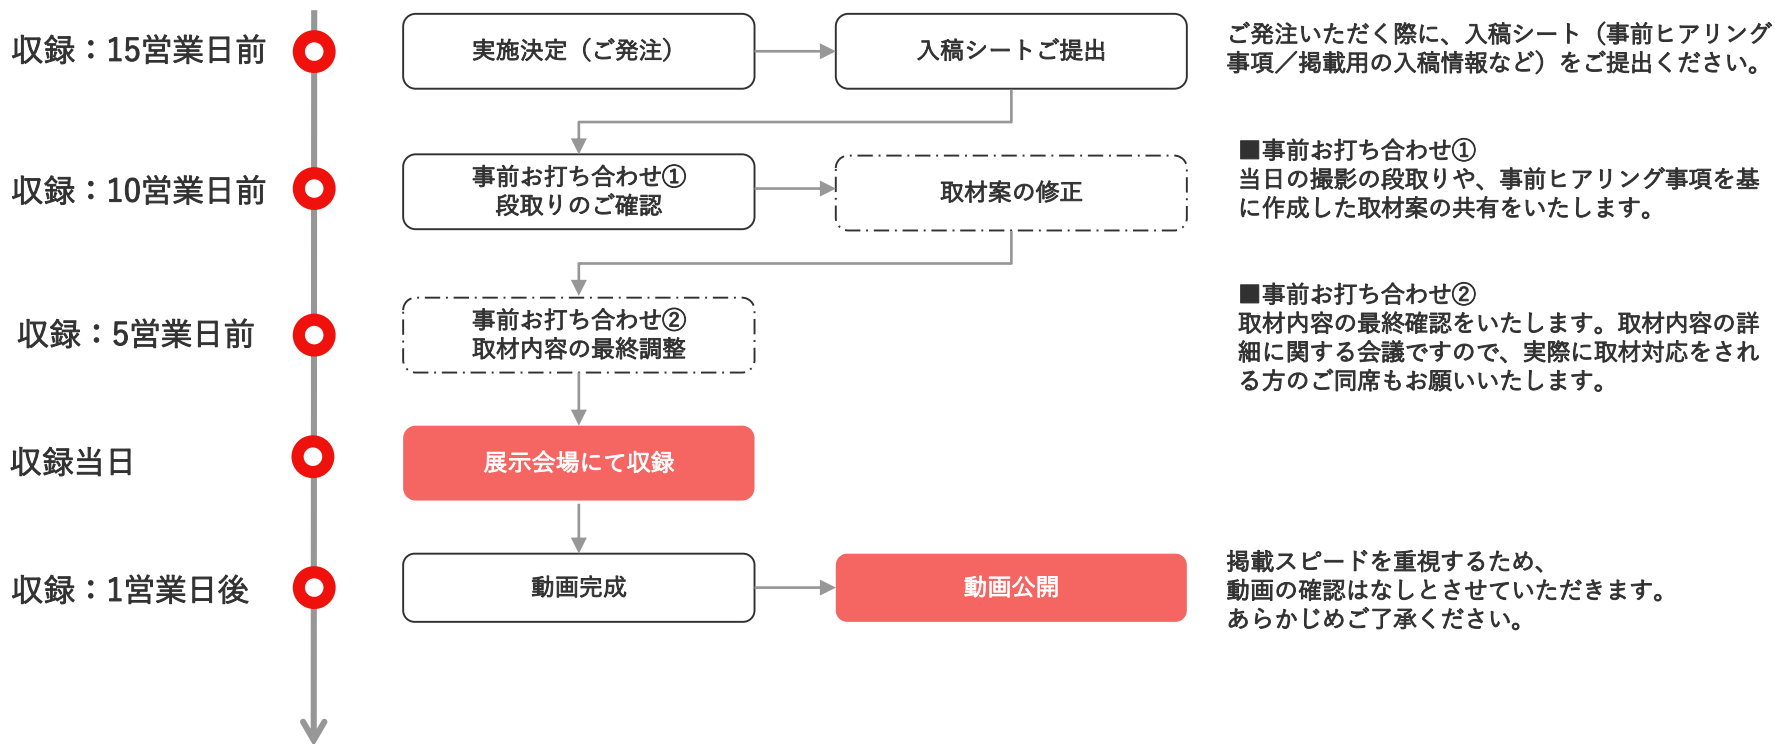 収録：15営業日前
実施決定（ご発注）
入稿シートご提出
ご発注いただく際に、入稿シート（事前ヒアリング
事項／掲載用の入稿情報など）をご提出ください。
収録：10営業日前
事前お打ち合わせ①
段取りのご確認
取材案の修正
■事前お打ち合わせ①
当日の撮影の段取りや、事前ヒアリング事項を基
に作成した取材案の共有をいたします。
収録：5営業日前
事前お打ち合わせ②
取材内容の最終調整
■事前お打ち合わせ②
取材内容の最終確認をいたします。取材内容の詳
細に関する会議ですので、実際に取材対応をされ
る方のご同席もお願いいたします。
収録当日
展示会場にて収録
収録：1営業日後
動画完成
動画公開
掲載スピードを重視するため、
動画の確認はなしとさせていただきます。
あらかじめご了承ください。